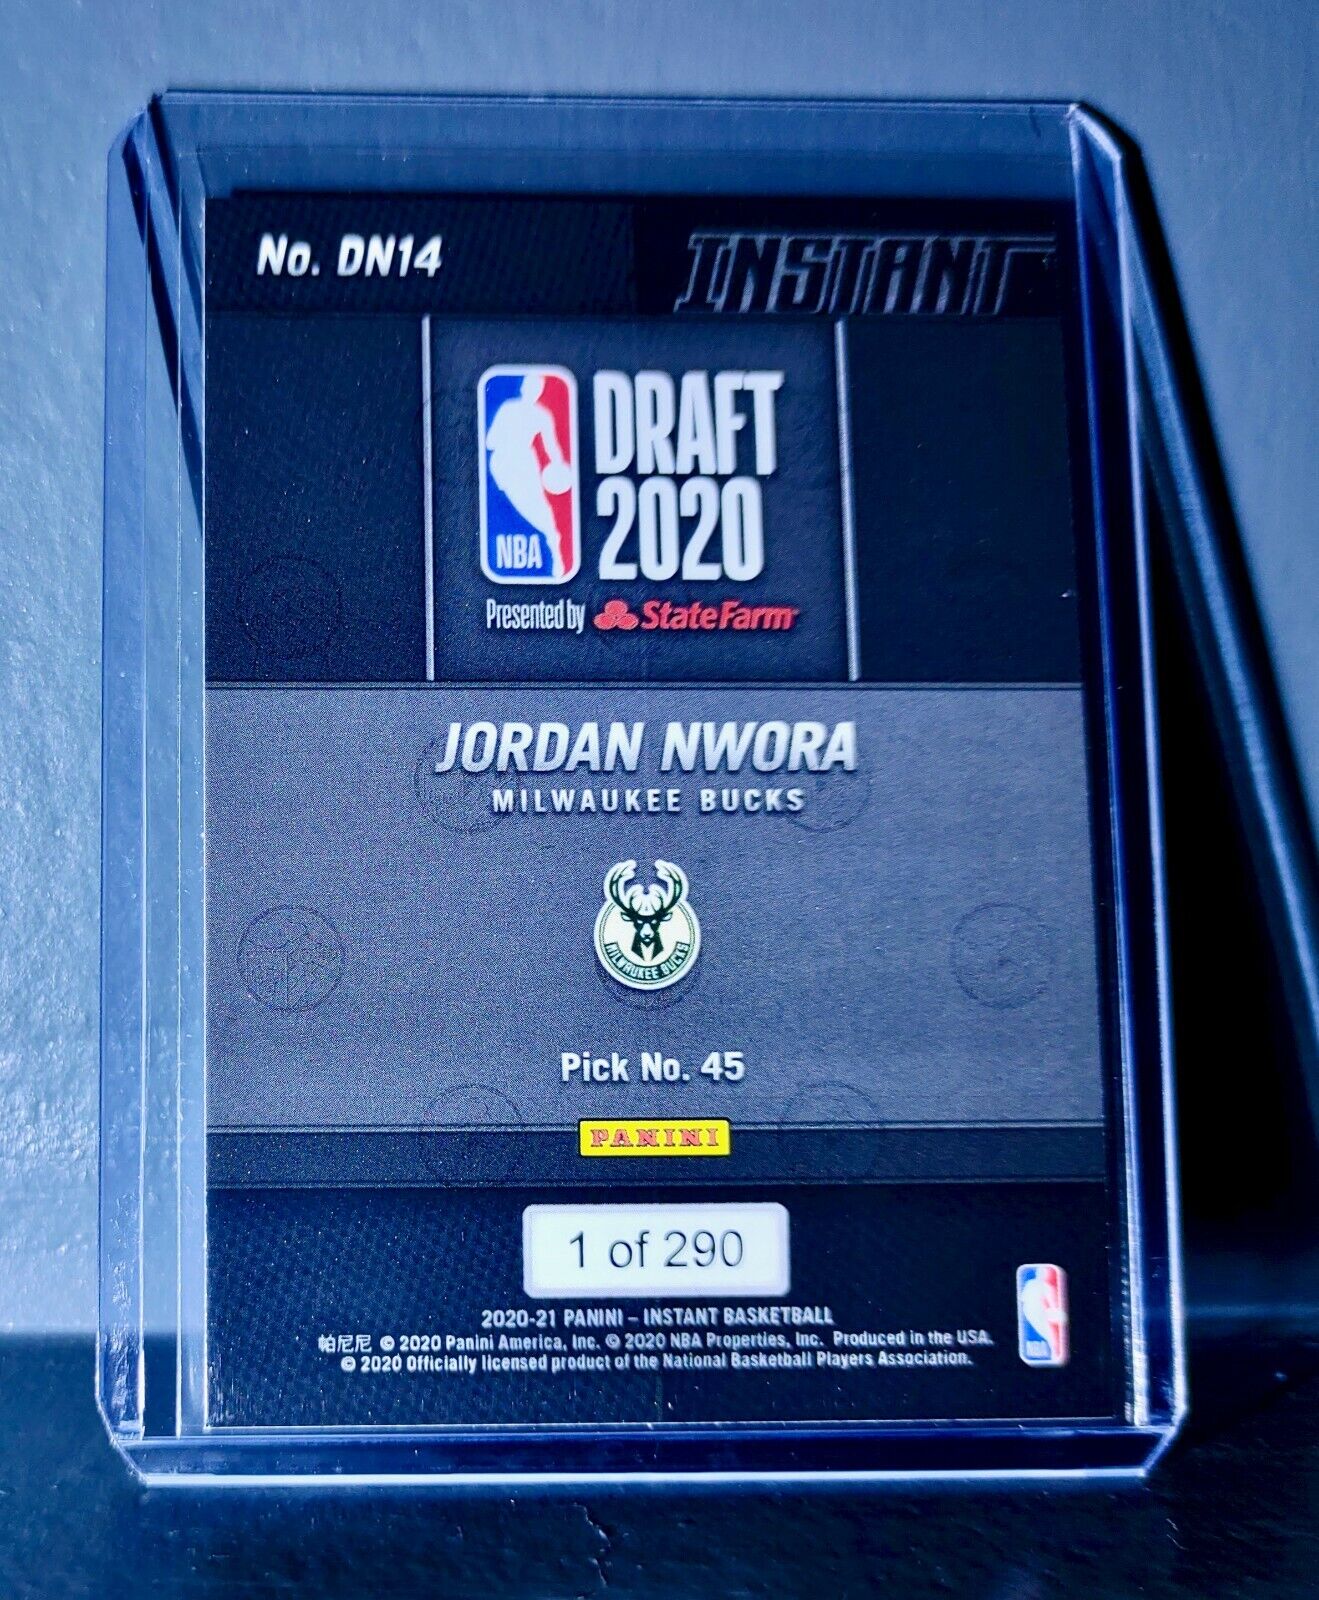 No. DN14
INSTANT
NBA
DRAFT
2020
Presented by StateFarm
JORDAN NWORA
MILWAUKEE BUCKS
MILWAUKEE BUCKS
Pick No. 45
PANINI
1 of 290
2020-21 PANINI – INSTANT BASKETBALL
帕尼尼 © 2020 Panini America, Inc. © 2020 NBA Properties, Inc. Produced in the USA.
© 2020 Officially licensed product of the National Basketball Players Association.
NBA